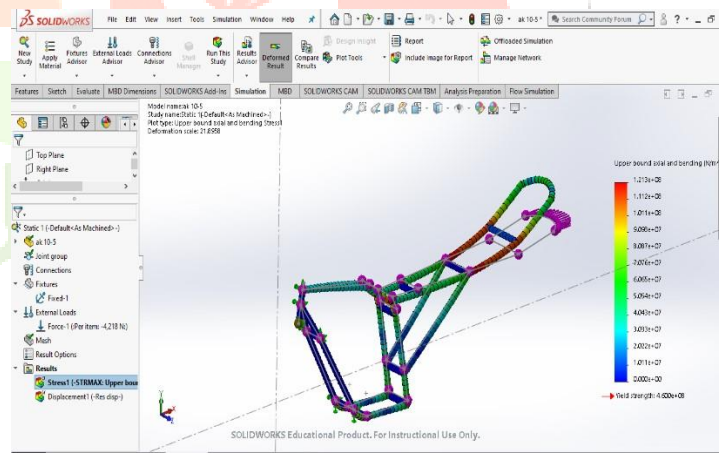 SOLIDWORKS File Edit View Insert Tools Simulation Window Help ak 10-5 * Search Community Forum
New Study
Apply Material
Fixtures Advisor
External Loads Advisor
Connections Advisor
Shell Manager
Run This Study
Results Advisor
Deformed Result
Compare Results
Design Insight
Plot Tools
Report
Include Image for Report
Offloaded Simulation
Manage Network
Features Sketch Evaluate MBD Dimensions SOLIDWORKS Add-Ins Simulation MBD SOLIDWORKS CAM SOLIDWORKS CAM TBM Analysis Preparation Flow Simulation
Model name:ak 10-5
Study name:Static 1(-Default<As Machined>-)
Plot type: Upper bound axial and bending Stress1
Deformation scale: 21.8958
Top Plane
Right Plane
Static 1 (-Default<As Machined>-)
ak 10-5
Joint group
Connections
Fixtures
Fixed-1
External Loads
Force-1 (:Per item: -4,218 N:)
Mesh
Result Options
Results
Stress1 (-STRMAX: Upper bour
Displacement1 (-Res disp-)
Upper bound axial and bending (N/m²
1.213e+08
1.112e+08
1.011e+08
9.098e+07
8.087e+07
7.076e+07
6.065e+07
5.054e+07
4.043e+07
3.033e+07
2.022e+07
1.011e+07
0.000e+00
Yield strength: 4.600e+08
SOLIDWORKS Educational Product. For Instructional Use Only.